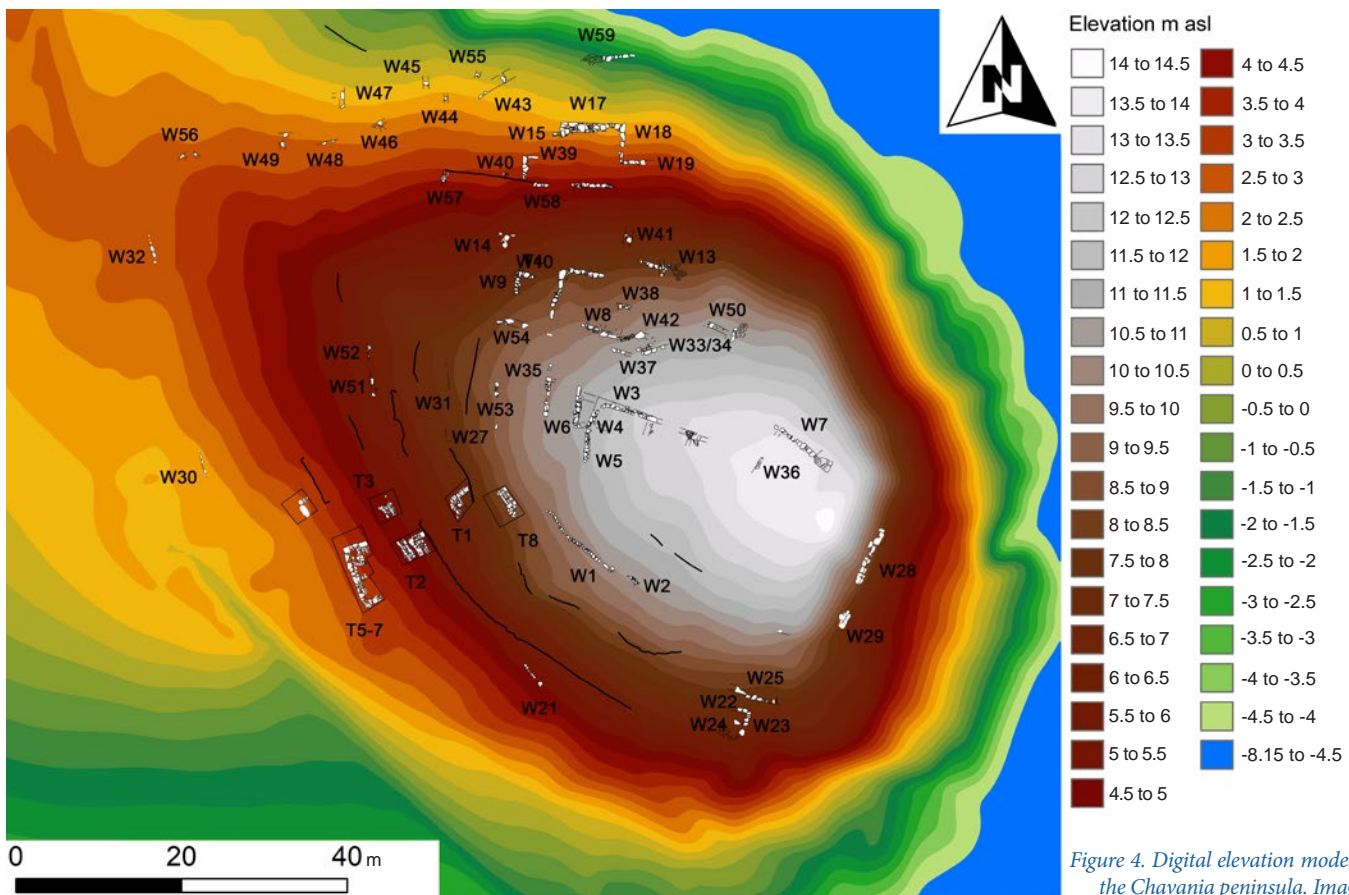 W59
W55
W45
W47
W43
W17
W44
W18
W46
W15
W56
W39
W49
W48
W40
W19
W57
W58
W32
W14
W41
W13
W9
W38
W8
W42
W50
W54
W33/34
W52
W35
W37
W51
W31
W53
W3
W7
W27
W6
W4
W36
W5
W30
T3
T1
T8
T2
W1
W2
W28
T5-7
W29
W21
W25
W22
W24
W23
N
0 20 40 m
Elevation m asl
14 to 14.5
13.5 to 14
13 to 13.5
12.5 to 13
12 to 12.5
11.5 to 12
11 to 11.5
10.5 to 11
10 to 10.5
9.5 to 10
9 to 9.5
8.5 to 9
8 to 8.5
7.5 to 8
7 to 7.5
6.5 to 7
6 to 6.5
5.5 to 6
5 to 5.5
4.5 to 5
4 to 4.5
3.5 to 4
3 to 3.5
2.5 to 3
2 to 2.5
1.5 to 2
1 to 1.5
0.5 to 1
0 to 0.5
-0.5 to 0
-1 to -0.5
-1.5 to -1
-2 to -1.5
-2.5 to -2
-3 to -2.5
-3.5 to -3
-4 to -3.5
-4.5 to -4
-8.15 to -4.5
Figure 4. Digital elevation mode
the Chavania peninsula. Ima